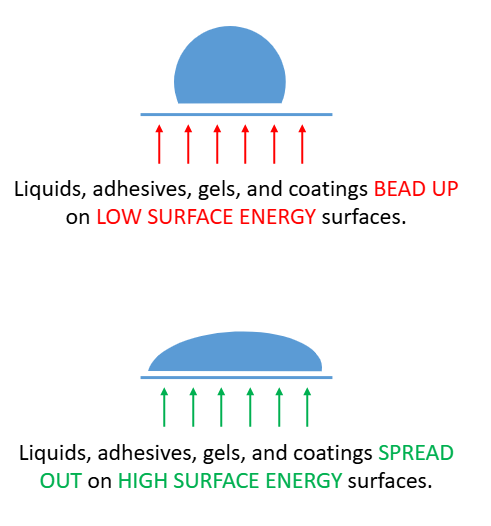 Liquids, adhesives, gels, and coatings BEAD UP
on LOW SURFACE ENERGY surfaces.
Liquids, adhesives, gels, and coatings SPREAD
OUT on HIGH SURFACE ENERGY surfaces.